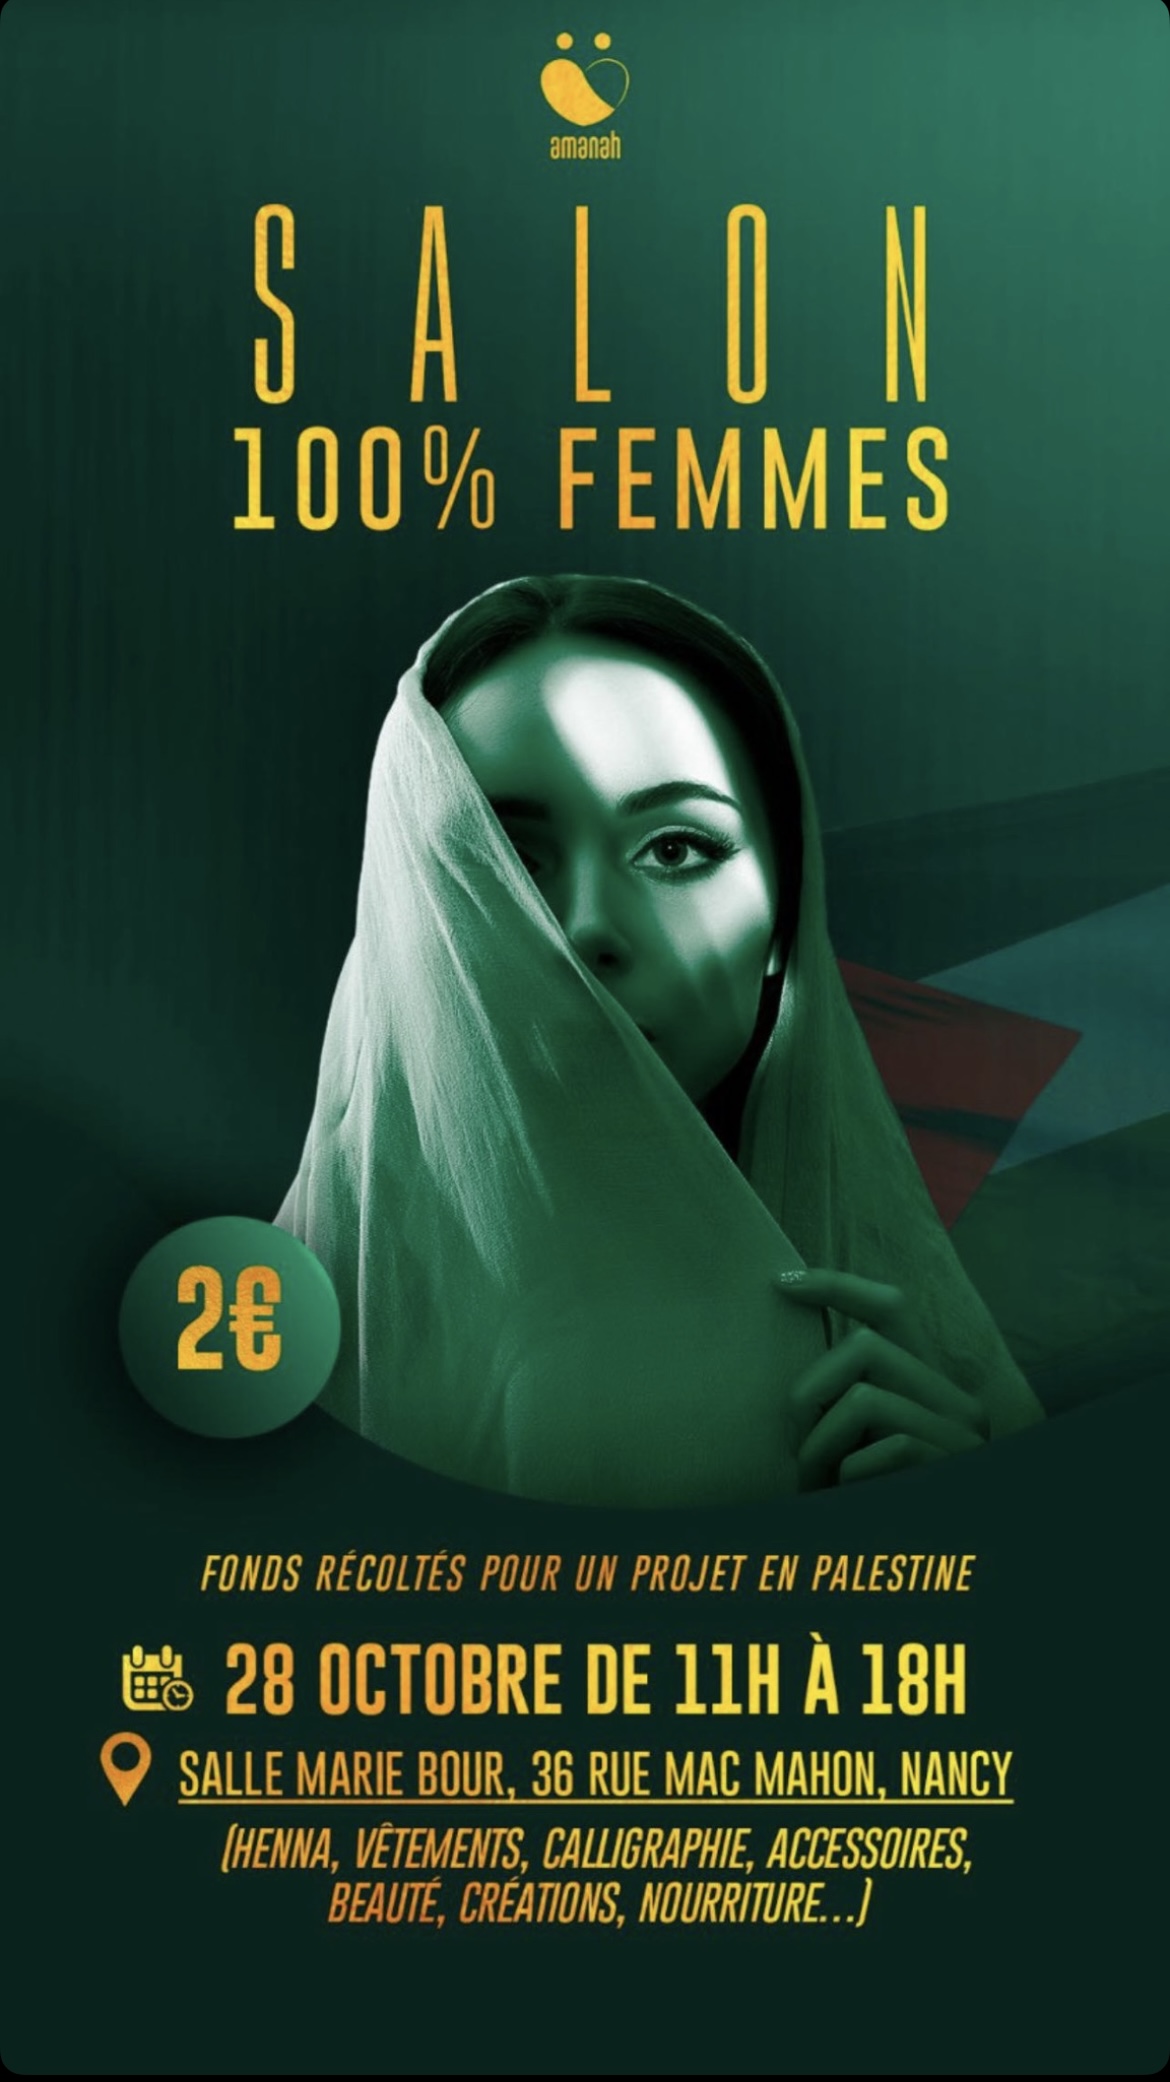 amanah
SALON
100% FEMMES
2€
FONDS RÉCOLTÉS POUR UN PROJET EN PALESTINE
28 OCTOBRE DE 11H À 18H
SALLE MARIE BOUR, 36 RUE MAC MAHON, NANCY
(HENNA, VÊTEMENTS, CALLIGRAPHIE, ACCESSOIRES,
BEAUTÉ, CRÉATIONS, NOURRITURE...)